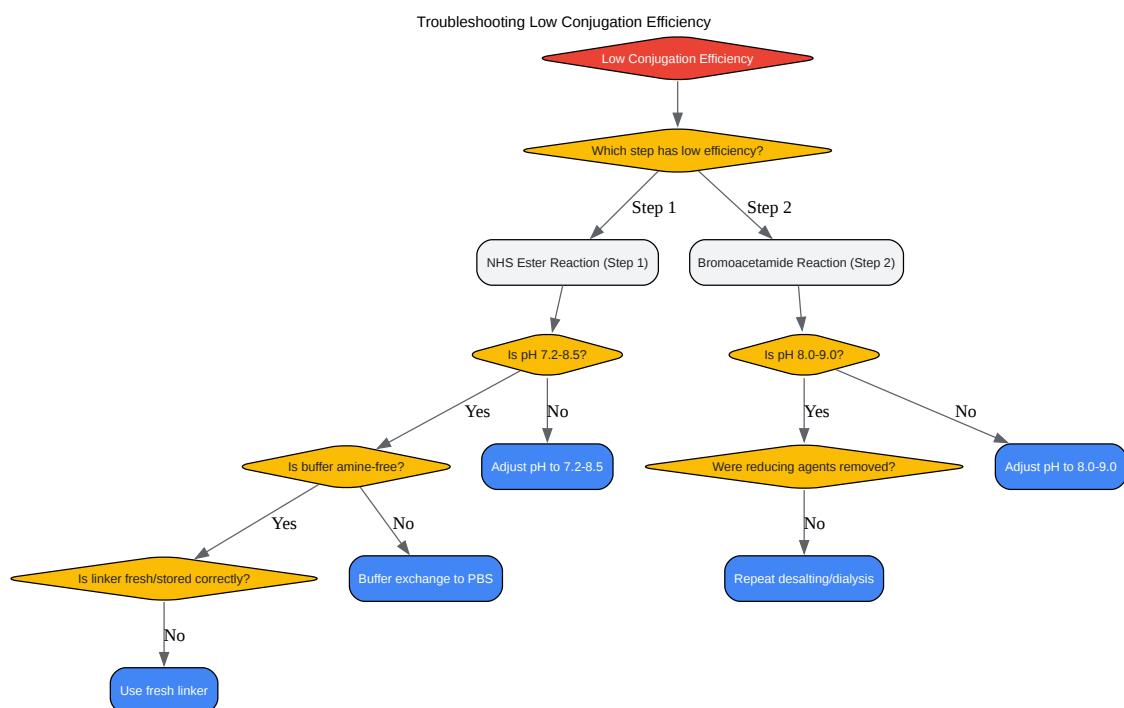 Troubleshooting Low Conjugation Efficiency
Low Conjugation Efficiency
Which step has low efficiency?
Step 1
Step 2
NHS Ester Reaction (Step 1)
Bromoacetamide Reaction (Step 2)
Is pH 7.2-8.5?
Is pH 8.0-9.0?
Yes
No
Yes
No
Is buffer amine-free?
Adjust pH to 7.2-8.5
Were reducing agents removed?
Adjust pH to 8.0-9.0
Yes
No
No
Is linker fresh/stored correctly?
Buffer exchange to PBS
Repeat desalting/dialysis
No
Use fresh linker